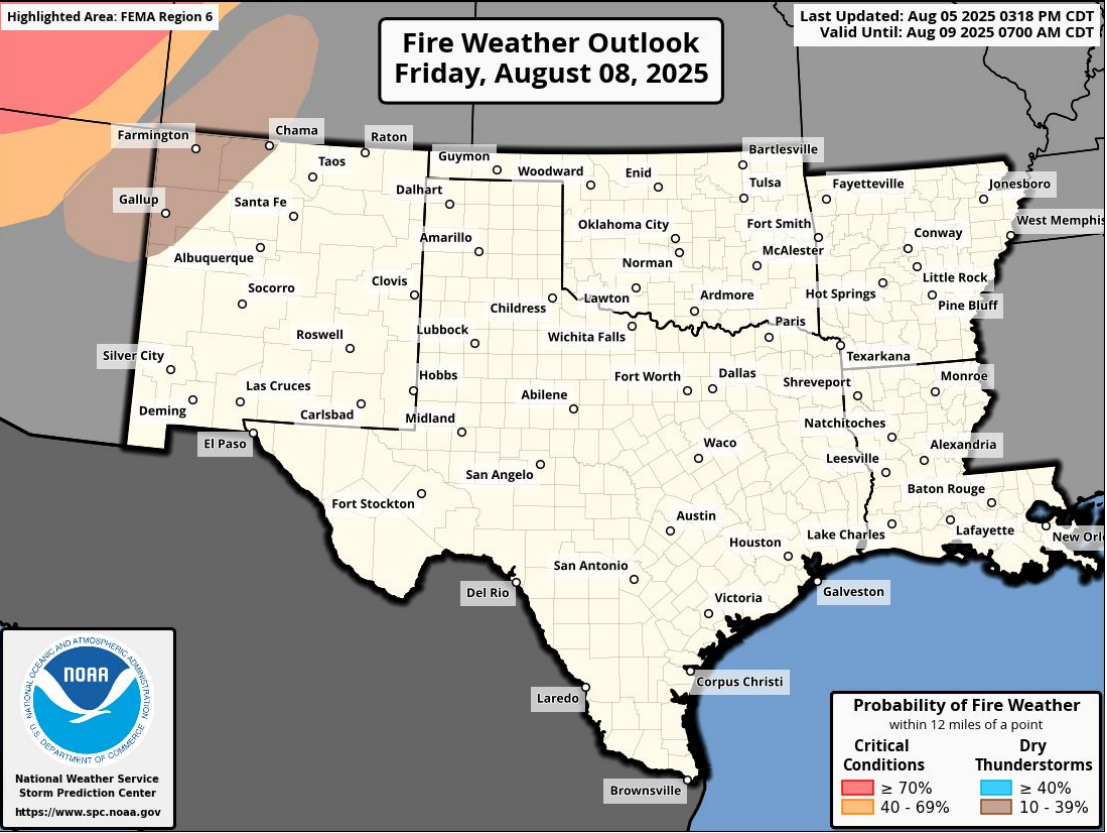 Highlighted Area: FEMA Region 6
Fire Weather Outlook
Friday, August 08, 2025
Last Updated: Aug 05 2025 0318 PM CDT
Valid Until: Aug 09 2025 0700 AM CDT
Farmington
Chama
Raton
Taos
Guymon
Woodward
Enid
Bartlesville
Tulsa
Fayetteville
Jonesboro
Gallup
Santa Fe
Dalhart
Oklahoma City
Fort Smith
West Memphis
Conway
Albuquerque
Amarillo
Norman
McAlester
Little Rock
Socorro
Clovis
Childress
Lawton
Ardmore
Hot Springs
Pine Bluff
Roswell
Lubbock
Wichita Falls
Paris
Texarkana
Silver City
Las Cruces
Hobbs
Fort Worth
Dallas
Shreveport
Monroe
Deming
Carlsbad
Midland
Abilene
Natchitoches
El Paso
Waco
Alexandria
San Angelo
Leesville
Baton Rouge
Fort Stockton
Austin
Houston
Lake Charles
Lafayette
New Orl
San Antonio
Del Rio
Victoria
Galveston
Laredo
Corpus Christi
Brownsville
NATIONAL OCEANIC AND ATMOSPHERIC ADMINISTRATION
NOAA
U.S. DEPARTMENT OF COMMERCE
National Weather Service
Storm Prediction Center
https://www.spc.noaa.gov
Probability of Fire Weather
within 12 miles of a point
Critical Conditions
≥ 70%
40 - 69%
Dry Thunderstorms
≥ 40%
10 - 39%